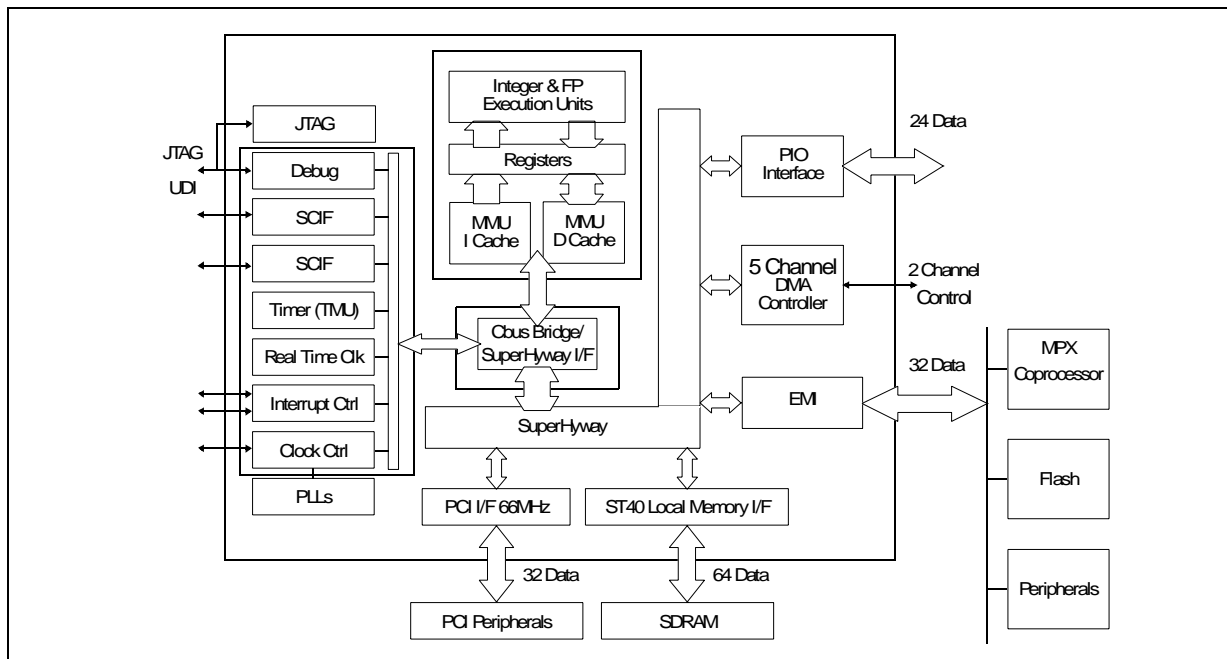 Integer & FP
Execution Units
JTAG
24 Data
JTAG
UDI
Debug
Registers
PIO
Interface
SCIF
MMU
I Cache
MMU
D Cache
SCIF
5 Channel
DMA
Controller
2 Channel
Control
Timer (TMU)
Cbus Bridge/
SuperHyway I/F
Real Time Clk
32 Data
MPX
Coprocessor
Interrupt Ctrl
EMI
SuperHyway
Clock Ctrl
PLLs
PCI I/F 66MHz
ST40 Local Memory I/F
Flash
32 Data
64 Data
PCI Peripherals
SDRAM
Peripherals